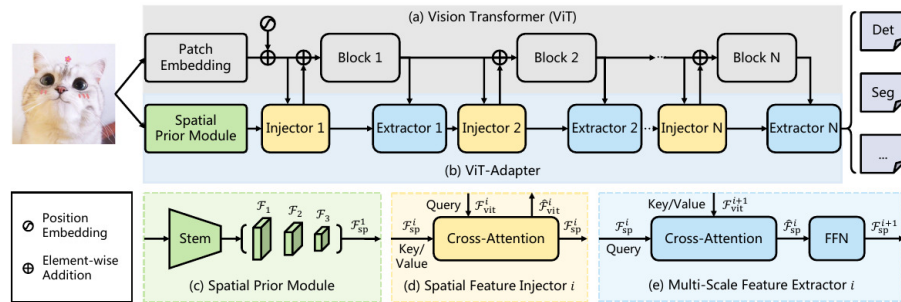 (a) Vision Transformer (ViT)
Patch
Embedding
Block 1
Block 2
...
Block N
Det
Seg
...
Spatial
Prior Module
Injector 1
Extractor 1
Injector 2
Extractor 2
...
Injector N
Extractor N
(b) ViT-Adapter
Position
Embedding
Element-wise
Addition
Stem
ℱ₁
ℱ₂
ℱ₃
ℱ¹sp
(c) Spatial Prior Module
Query
ℱⁱvit
ℱ̂ⁱvit
ℱⁱsp
Key/
Value
Cross-Attention
ℱⁱsp
(d) Spatial Feature Injector i
Key/Value
ℱⁱ⁺¹vit
ℱⁱsp
Query
Cross-Attention
ℱ̂ⁱsp
FFN
ℱⁱ⁺¹sp
(e) Multi-Scale Feature Extractor i